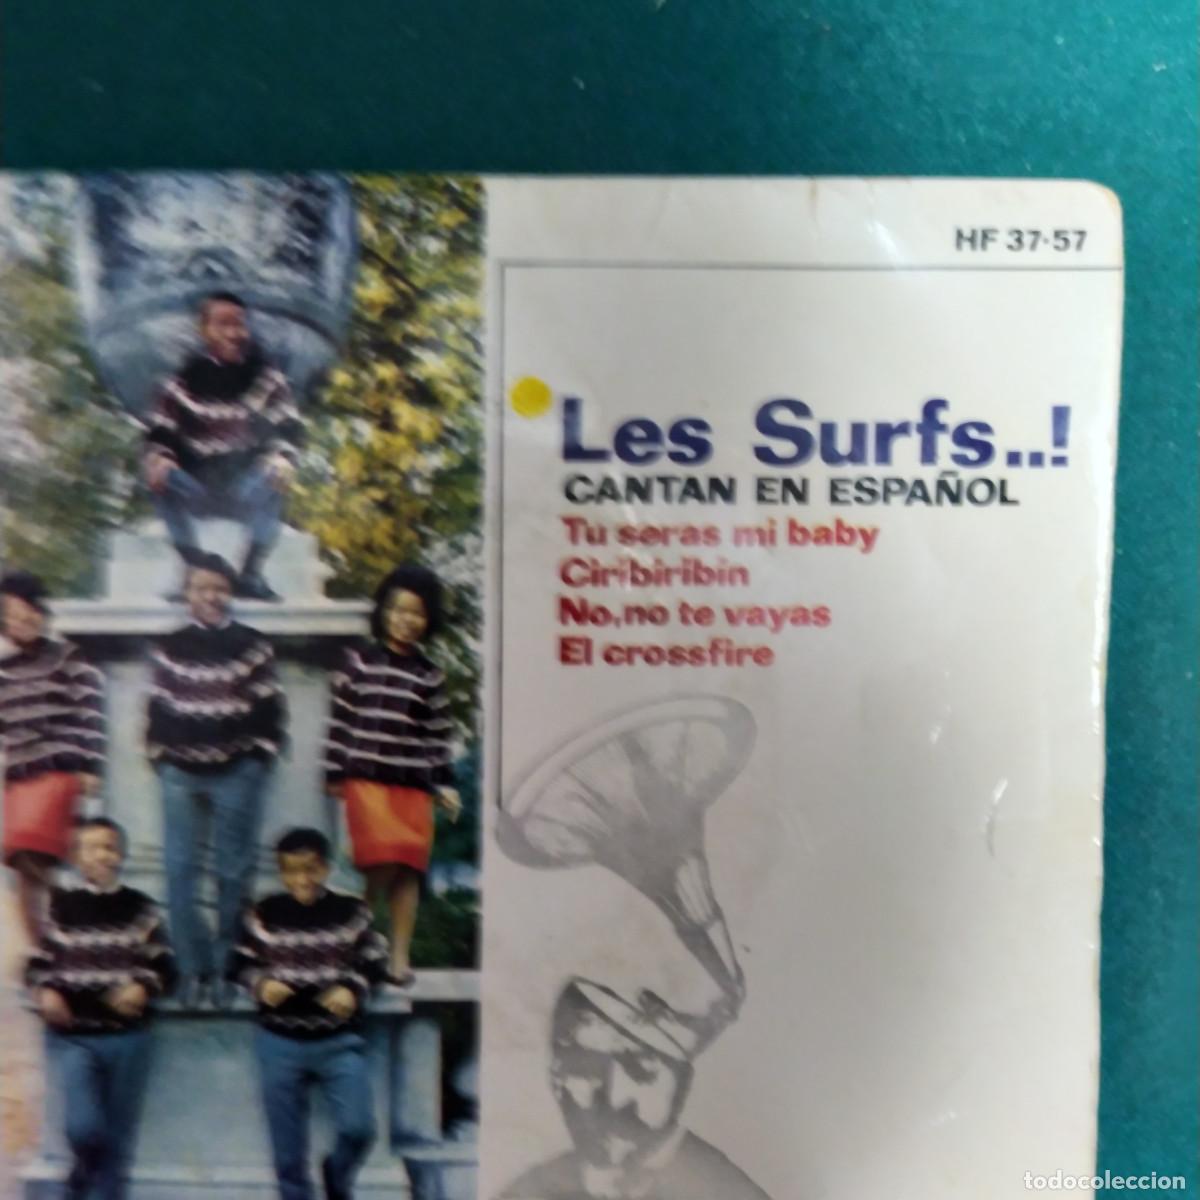 HF 37·57
Les Surfs..!
CANTAN EN ESPAÑOL
Tu seras mi baby
Ciribiribin
No, no te vayas
El crossfire
todocoleccion